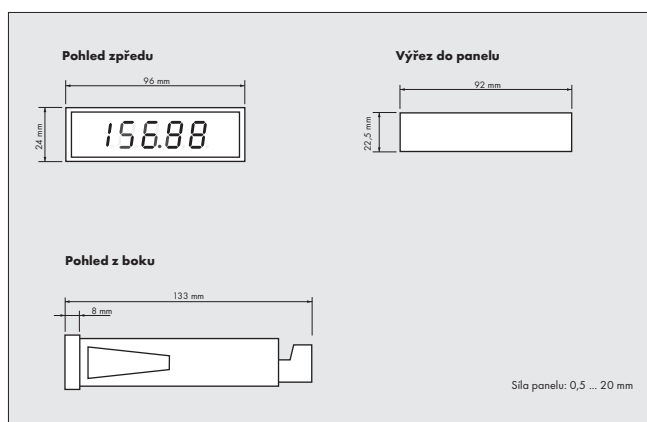 Pohled zpředu
96 mm
24 mm
156.88
Výřez do panelu
92 mm
22,5 mm
Pohled z boku
133 mm
8 mm
Síla panelu: 0,5 ... 20 mm